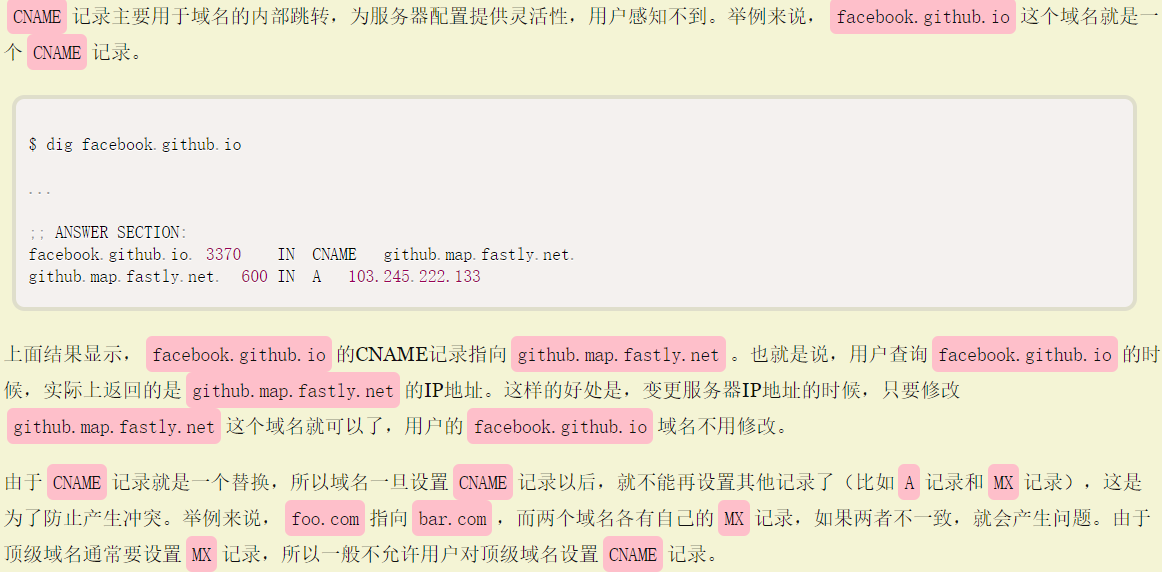 CNAME 记录主要用于域名的内部跳转，为服务器配置提供灵活性，用户感知不到。举例来说， facebook.github.io 这个域名就是一
个 CNAME 记录。
$ dig facebook.github.io
...
;; ANSWER SECTION:
facebook.github.io. 3370    IN  CNAME   github.map.fastly.net.
github.map.fastly.net.  600 IN  A   103.245.222.133
上面结果显示， facebook.github.io 的CNAME记录指向 github.map.fastly.net 。也就是说，用户查询 facebook.github.io 的时
候，实际上返回的是 github.map.fastly.net 的IP地址。这样的好处是，变更服务器IP地址的时候，只要修改
github.map.fastly.net 这个域名就可以了，用户的 facebook.github.io 域名不用修改。
由于 CNAME 记录就是一个替换，所以域名一旦设置 CNAME 记录以后，就不能再设置其他记录了（比如 A 记录和 MX 记录），这是
为了防止产生冲突。举例来说， foo.com 指向 bar.com ，而两个域名各有自己的 MX 记录，如果两者不一致，就会产生问题。由于
顶级域名通常要设置 MX 记录，所以一般不允许用户对顶级域名设置 CNAME 记录。